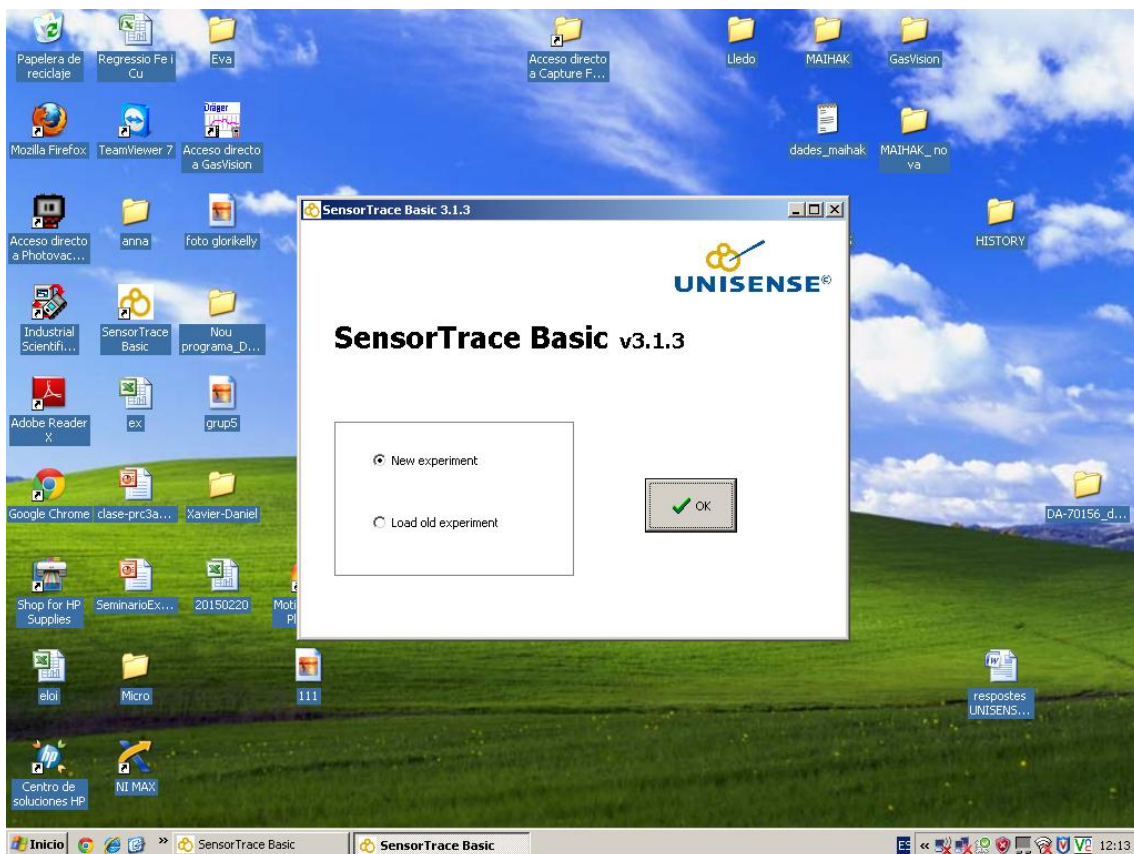 Papelera de
reciclaje
Regressio Fe i
Cu
Eva
Acceso directo
a Capture F...
Lledo
MAIHAK
GasVision
Mozilla Firefox
TeamViewer 7
Dräger
Acceso directo
a GasVision
dades_maihak
MAIHAK_no
va
Acceso directo
a Photovac...
anna
foto glorikelly
HISTORY
Industrial
Scientifi...
SensorTrace
Basic
Nou
programa_D...
Adobe Reader
X
ex
grup5
Google Chrome
clase-prc3a...
Xavier-Daniel
DA-70156_d...
Shop for HP
Supplies
SeminarioEx...
20150220
Moti
Pl
eloi
Micro
111
respostes
UNISENS...
Centro de
soluciones HP
NI MAX
SensorTrace Basic 3.1.3
UNISENSE©
SensorTrace Basic v3.1.3
New experiment
Load old experiment
OK
Inicio
SensorTrace Basic
SensorTrace Basic
ES
12:13